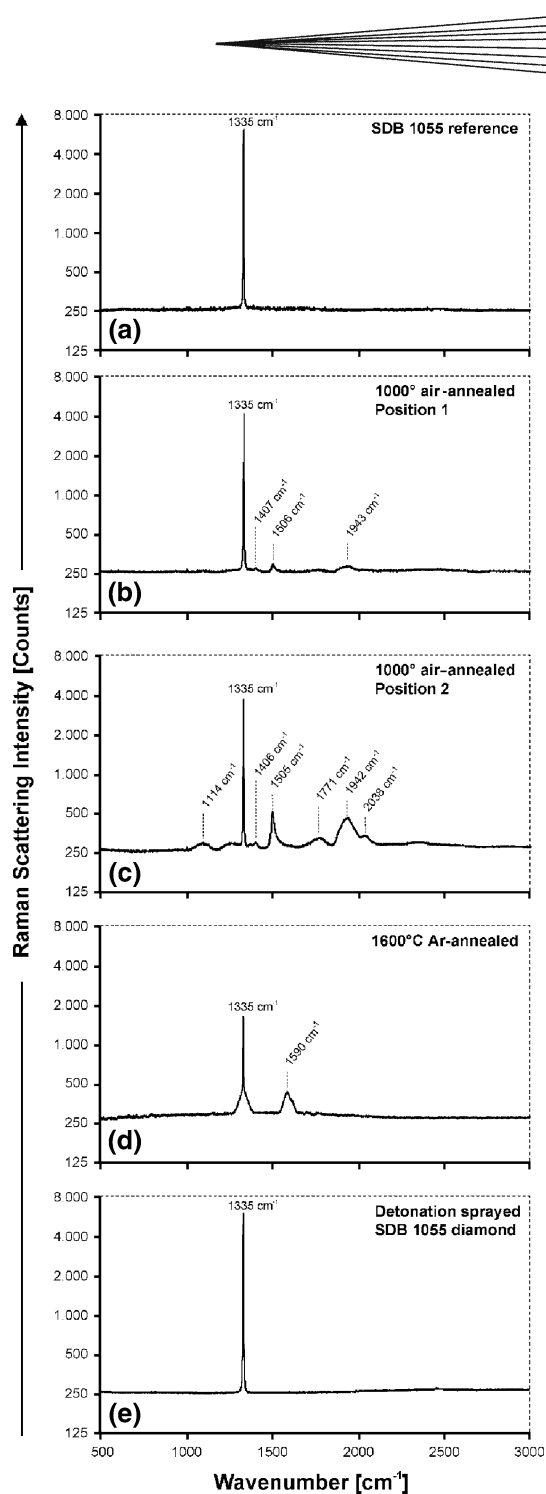 Raman Scattering Intensity [Counts]
8.000
4.000
2.000
1.000
500
250
125
1335 cm⁻¹
SDB 1055 reference
(a)
8.000
4.000
2.000
1.000
500
250
125
1335 cm⁻¹
1407 cm⁻¹
1506 cm⁻¹
1943 cm⁻¹
1000° air-annealed
Position 1
(b)
8.000
4.000
2.000
1.000
500
250
125
1114 cm⁻¹
1335 cm⁻¹
1406 cm⁻¹
1505 cm⁻¹
1771 cm⁻¹
1942 cm⁻¹
2038 cm⁻¹
1000° air-annealed
Position 2
(c)
8.000
4.000
2.000
1.000
500
250
125
1335 cm⁻¹
1590 cm⁻¹
1600°C Ar-annealed
(d)
8.000
4.000
2.000
1.000
500
250
125
1335 cm⁻¹
Detonation sprayed
SDB 1055 diamond
(e)
500 1000 1500 2000 2500 3000
Wavenumber [cm⁻¹]